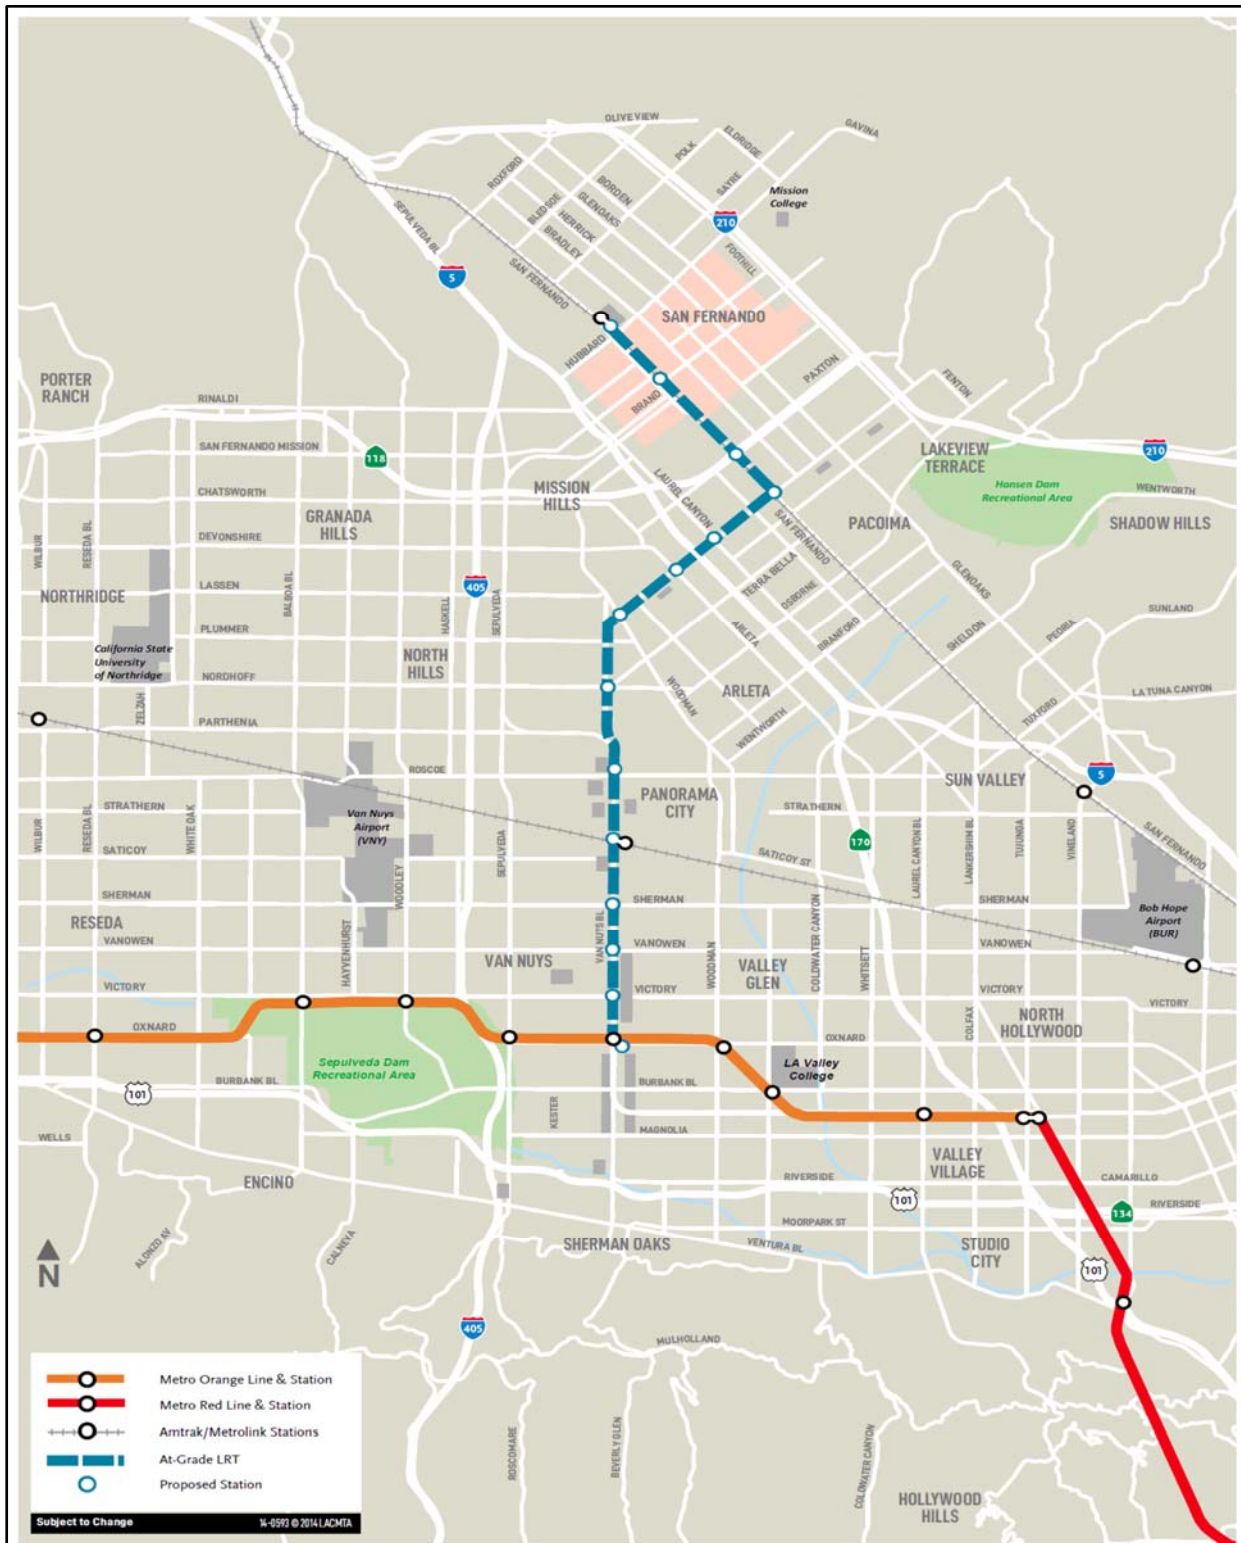 OLIVE VIEW
GAVINA
ELDRIDGE
POLK
SAYRE
ROXFORD
BORDEN
GLENOAKS
BLEDSOE
HERRICK
BRADLEY
Mission
College
210
SEPULVEDA BL
5
SAN FERNANDO
FOOTHILL
SAN FERNANDO
HUBBARD
PAXTON
FENTON
BRAND
PORTER
RANCH
RINALDI
SAN FERNANDO MISSION
118
CHATSWORTH
LAKEVIEW
TERRACE
210
Hansen Dam
Recreational Area
WENTWORTH
MISSION
HILLS
LAUREL CANYON
GRANADA
HILLS
SAN FERNANDO
PACOIMA
SHADOW HILLS
DEVONSHIRE
WILBUR
RESEDA BL
TERRA BELLA
OSBORNE
GLENOAKS
LASSEN
405
NORTHRIDGE
BALBOA BL
HASKELL
SEPULVEDA
SUNLAND
PLUMMER
ARLETA
BRANFORD
SHELDON
PEORIA
California State
University
of Northridge
NORTH
HILLS
NORDHOFF
WOODMAN
ARLETA
LA TUNA CANYON
ZELZAH
PARTHENIA
WENTWORTH
TUXFORD
ROSCOE
SUN VALLEY
5
PANORAMA
CITY
STRATHERN
STRATHERN
Van Nuys
Airport
(VNY)
WILBUR
RESEDA BL
WHITE OAK
SEPULVEDA
170
LAUREL CANYON BL
LANKERSHIM BL
TUJUNGA
VINELAND
SAN FERNANDO
SATICOY
SATICOY ST
WOODLEY
SHERMAN
SHERMAN
SHERMAN
Bob Hope
Airport
(BUR)
RESEDA
VAN NUYS BL
VANOWEN
VANOWEN
VANOWEN
HAYVENHURST
VAN NUYS
WOODMAN
VALLEY
GLEN
COLDWATER CANYON
WHITSETT
VICTORY
VICTORY
VICTORY
VICTORY
NORTH
HOLLYWOOD
COLFAX
OXNARD
OXNARD
Sepulveda Dam
Recreational Area
LA Valley
College
101
BURBANK BL
BURBANK BL
KESTER
MAGNOLIA
WELLS
VALLEY
VILLAGE
ENCINO
RIVERSIDE
CAMARILLO
101
134
RIVERSIDE
ALONZO AV
CALNEVA
SHERMAN OAKS
MOORPARK ST
VENTURA BL
STUDIO
CITY
101
N
405
MULHOLLAND
ROSCOMARE
BEVERLY GLEN
COLDWATER CANYON
HOLLYWOOD
HILLS
Metro Orange Line & Station
Metro Red Line & Station
Amtrak/Metrolink Stations
At-Grade LRT
Proposed Station
Subject to Change
14-0593 © 2014 LACMTA